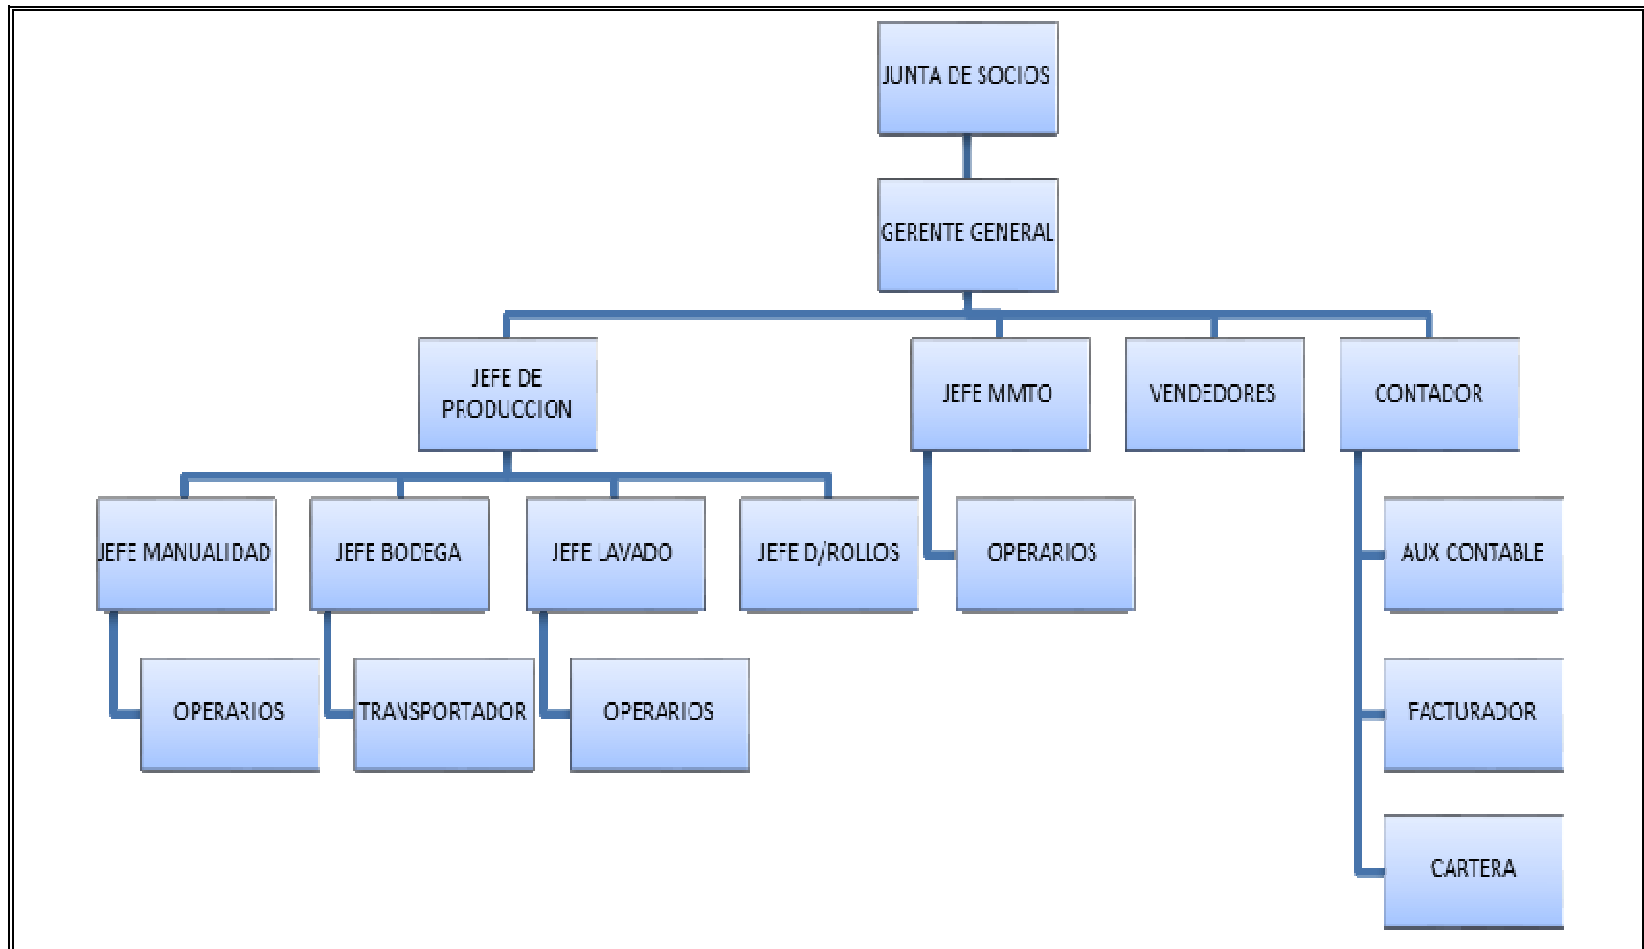 JUNTA DE SOCIOS
GERENTE GENERAL
JEFE DE
PRODUCCION
JEFE MMTO
VENDEDORES
CONTADOR
JEFE MANUALIDAD
JEFE BODEGA
JEFE LAVADO
JEFE D/ROLLOS
OPERARIOS
AUX CONTABLE
OPERARIOS
TRANSPORTADOR
OPERARIOS
FACTURADOR
CARTERA